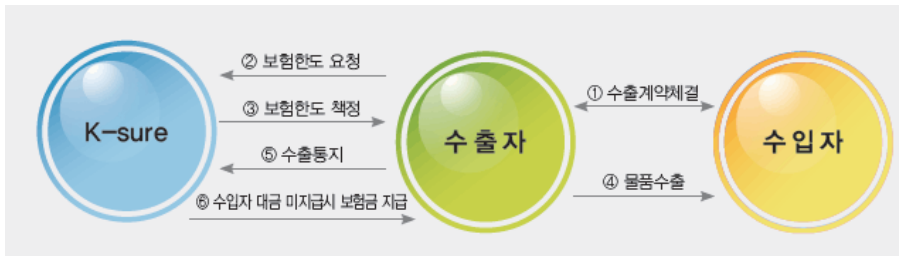 ② 보험한도 요청
① 수출계약체결
③ 보험한도 책정
K-sure
수출자
수입자
⑤ 수출통지
④ 물품수출
⑥ 수입자 대금 미지급시 보험금 지급